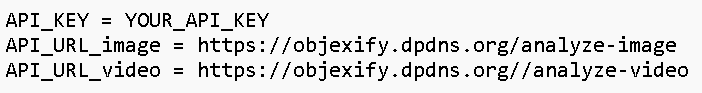 API_KEY = YOUR_API_KEY
API_URL_image = https://objexify.dpdns.org/analyze-image
API_URL_video = https://objexify.dpdns.org//analyze-video